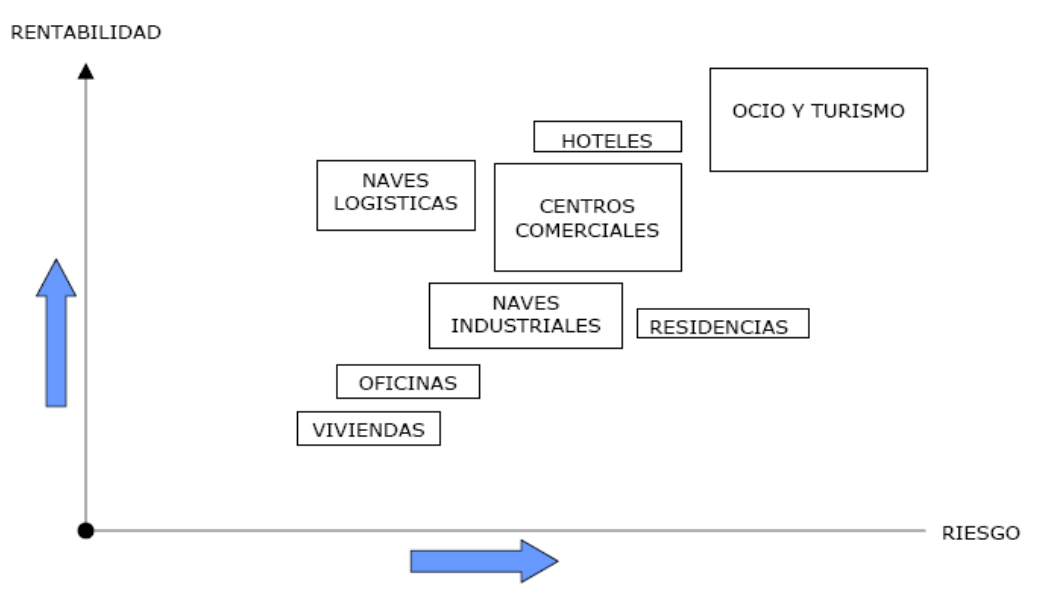 RENTABILIDAD
OCIO Y TURISMO
HOTELES
NAVES
LOGISTICAS
CENTROS
COMERCIALES
NAVES
INDUSTRIALES
RESIDENCIAS
OFICINAS
VIVIENDAS
RIESGO